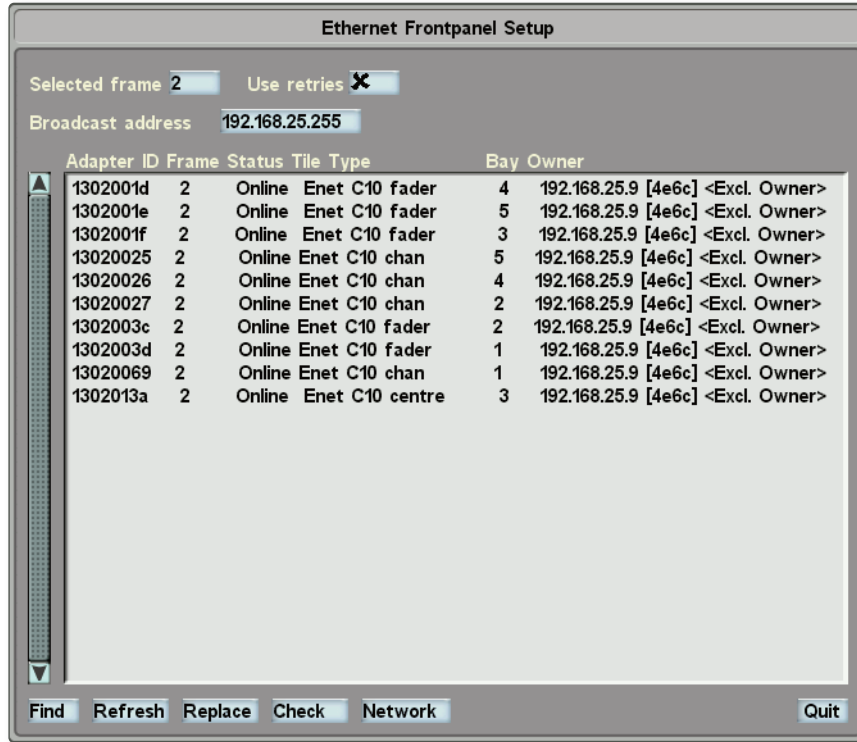 Ethernet Frontpanel Setup
Selected frame 2 Use retries
Broadcast address 192.168.25.255
Adapter ID Frame Status Tile Type Bay Owner
1302001d 2 Online Enet C10 fader 4 192.168.25.9 [4e6c] <Excl. Owner>
1302001e 2 Online Enet C10 fader 5 192.168.25.9 [4e6c] <Excl. Owner>
1302001f 2 Online Enet C10 fader 3 192.168.25.9 [4e6c] <Excl. Owner>
13020025 2 Online Enet C10 chan 5 192.168.25.9 [4e6c] <Excl. Owner>
13020026 2 Online Enet C10 chan 4 192.168.25.9 [4e6c] <Excl. Owner>
13020027 2 Online Enet C10 chan 2 192.168.25.9 [4e6c] <Excl. Owner>
1302003c 2 Online Enet C10 fader 2 192.168.25.9 [4e6c] <Excl. Owner>
1302003d 2 Online Enet C10 fader 1 192.168.25.9 [4e6c] <Excl. Owner>
13020069 2 Online Enet C10 chan 1 192.168.25.9 [4e6c] <Excl. Owner>
1302013a 2 Online Enet C10 centre 3 192.168.25.9 [4e6c] <Excl. Owner>
Find Refresh Replace Check Network Quit